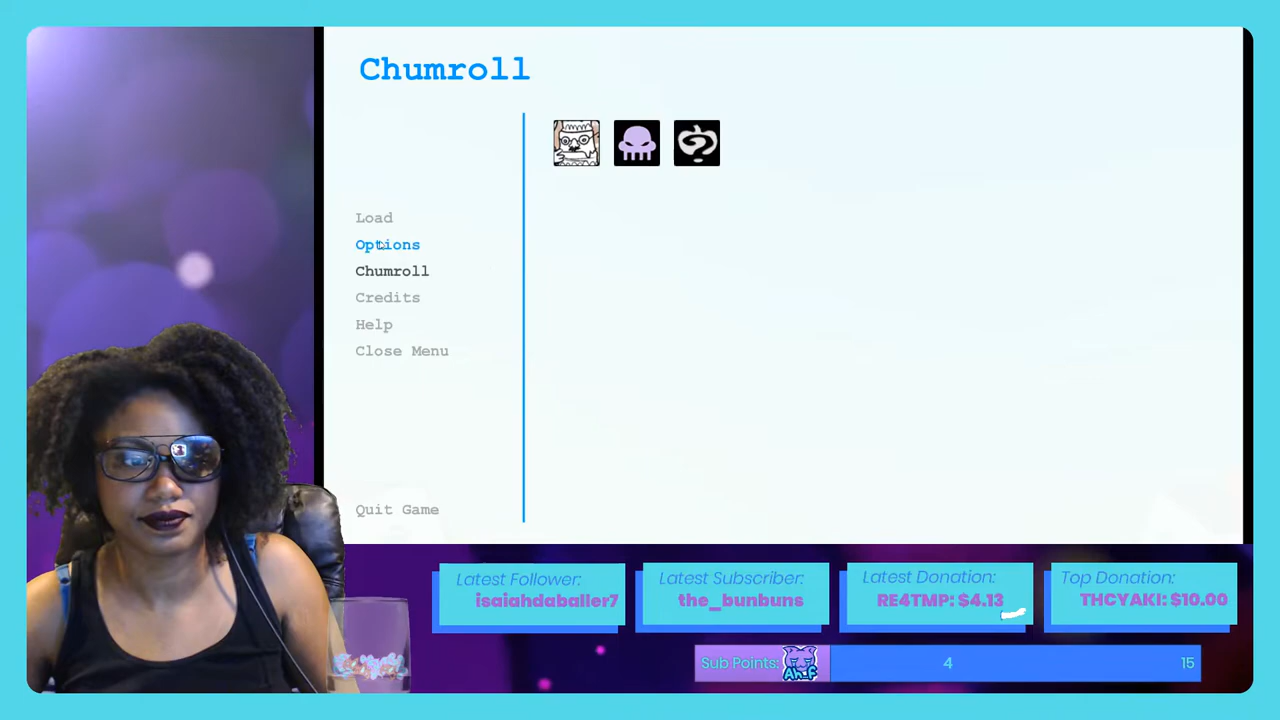 Chumroll
Load
Options
Chumroll
Credits
Help
Close Menu
Quit Game
Latest Follower:
isaiahdaballer7
Latest Subscriber:
the_bunbuns
Latest Donation:
RE4TMP: $4.13
Top Donation:
THCYAKI: $10.00
Sub Points:
4
15